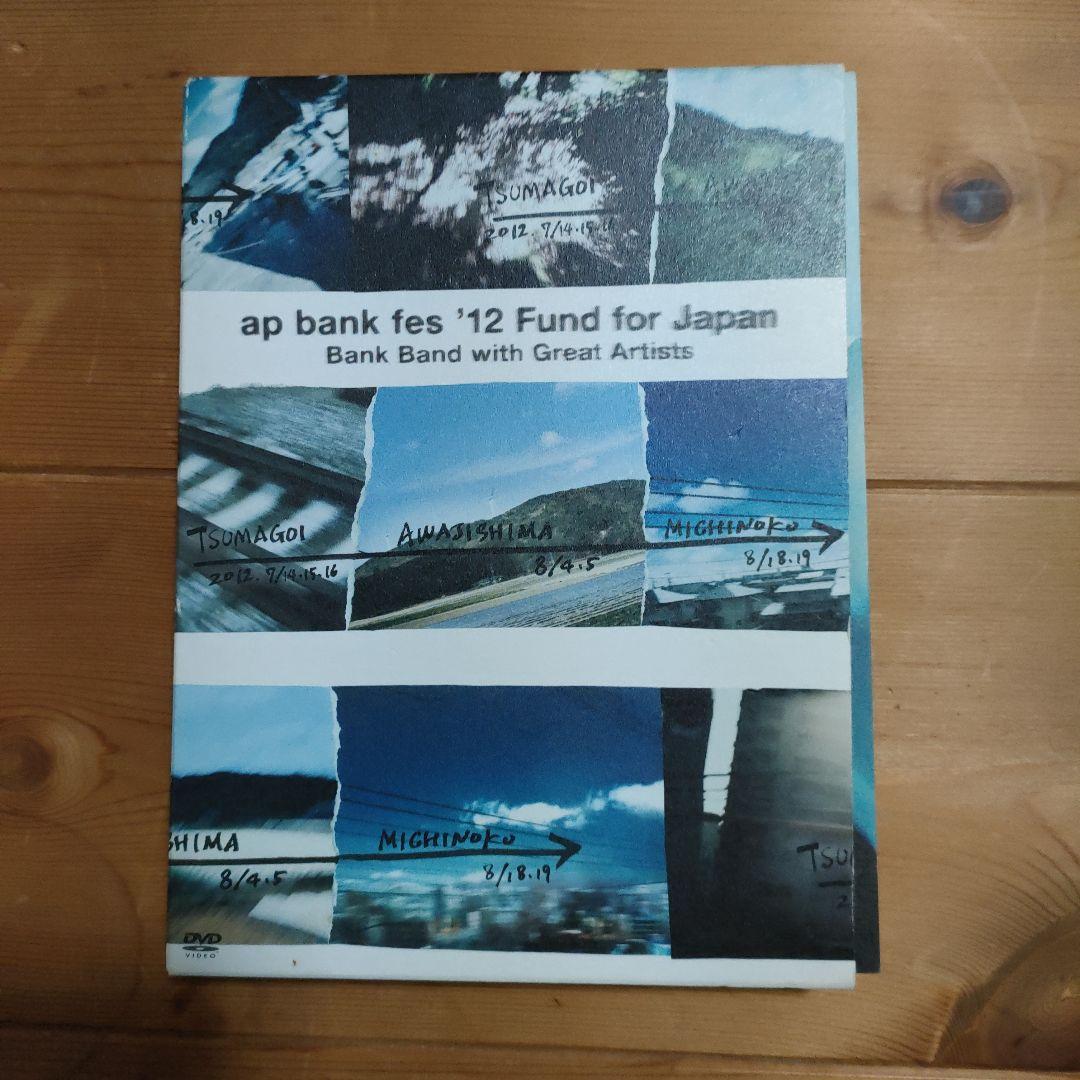 8.19
TSUMAGOI
2012. 7/14.15.16
ap bank fes '12 Fund for Japan
Bank Band with Great Artists
TSUMAGOI
2012. 7/14.15.16
AWAJISHIMA
8/4.5
MICHINOKU
8/18.19
SHIMA
8/4.5
MICHINOKU
8/18.19
TSU
2
DVD
VIDEO